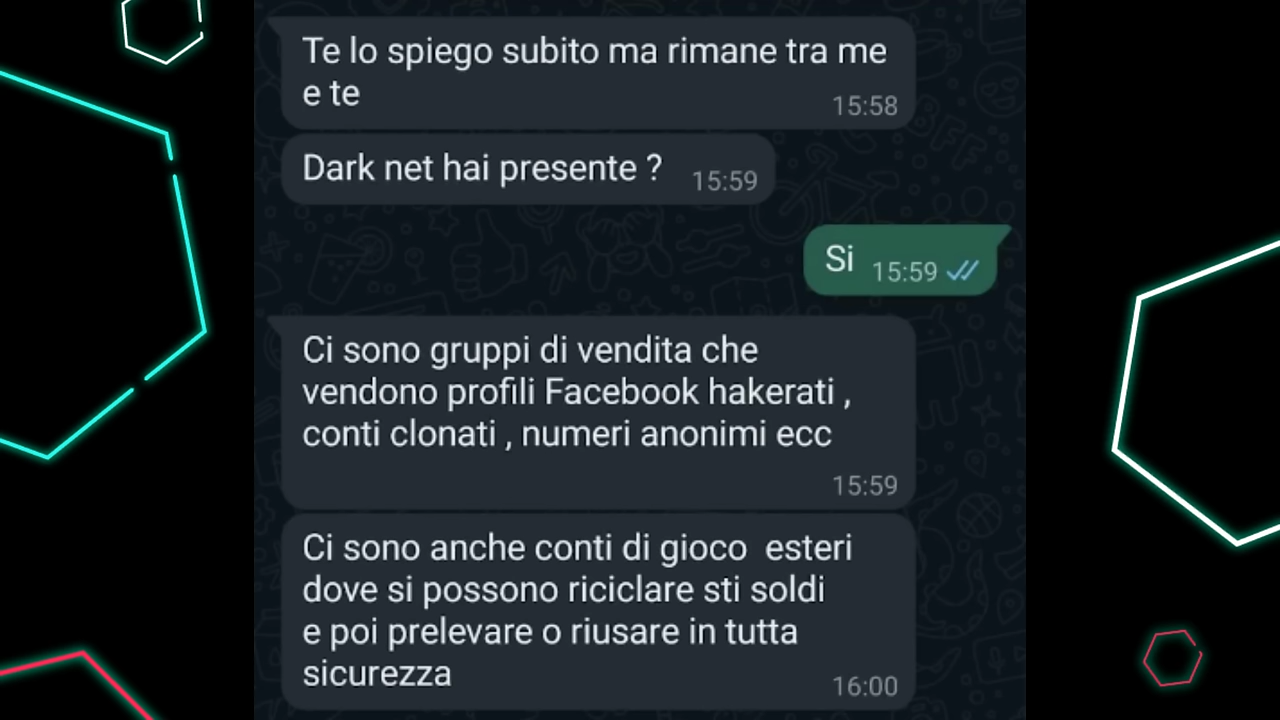 Te lo spiego subito ma rimane tra me
e te
15:58
Dark net hai presente ? 15:59
Si 15:59
Ci sono gruppi di vendita che
vendono profili Facebook hakerati ,
conti clonati , numeri anonimi ecc
15:59
Ci sono anche conti di gioco  esteri
dove si possono riciclare sti soldi
e poi prelevare o riusare in tutta
sicurezza
16:00